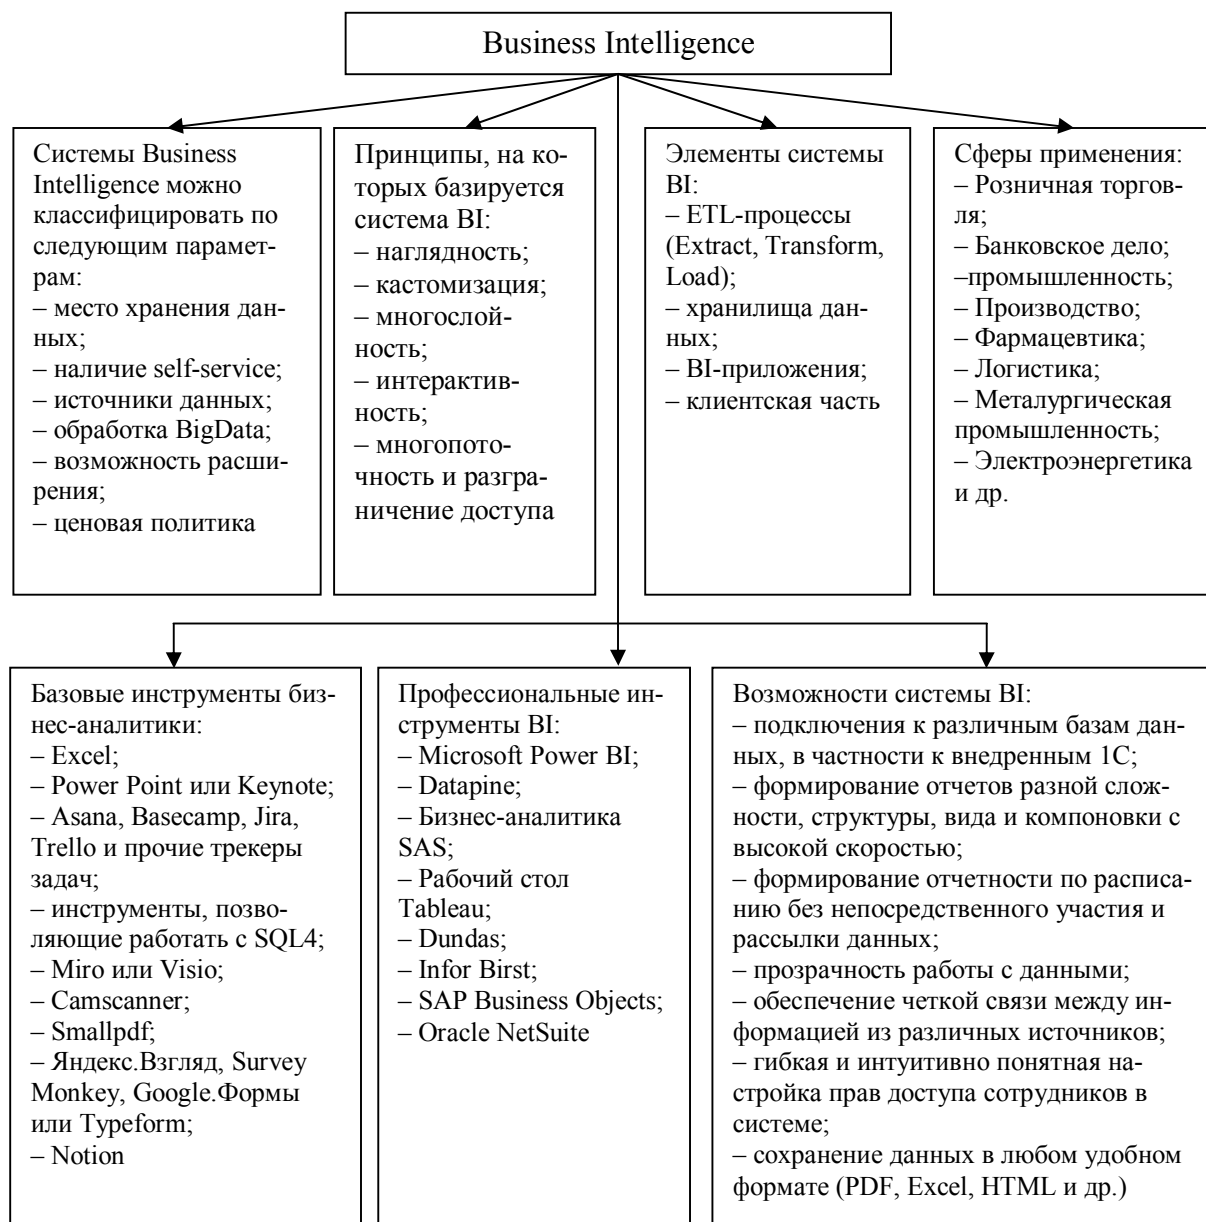 Business Intelligence
Системы Business
Intelligence можно
классифицировать по
следующим парамет-
рам:
– место хранения дан-
ных;
– наличие self-service;
– источники данных;
– обработка BigData;
– возможность расши-
рения;
– ценовая политика
Принципы, на ко-
торых базируется
система BI:
– наглядность;
– кастомизация;
– многослой-
ность;
– интерактив-
ность;
– многопото-
чность и разгра-
ничение доступа
Элементы системы
BI:
– ETL-процессы
(Extract, Transform,
Load);
– хранилища дан-
ных;
– BI-приложения;
– клиентская часть
Сферы применения:
– Розничная торгов-
ля;
– Банковское дело;
–промышленность;
– Производство;
– Фармацевтика;
– Логистика;
– Металургическая
промышленность;
– Электроэнергетика
и др.
Базовые инструменты биз-
нес-аналитики:
– Excel;
– Power Point или Keynote;
– Asana, Basecamp, Jira,
Trello и прочие трекеры
задач;
– инструменты, позво-
ляющие работать с SQL4;
– Miro или Visio;
– Camscanner;
– Smallpdf;
– Яндекс.Взгляд, Survey
Monkey, Google.Формы
или Typeform;
– Notion
Профессиональные ин-
струменты BI:
– Microsoft Power BI;
– Datapine;
– Бизнес-аналитика
SAS;
– Рабочий стол
Tableau;
– Dundas;
– Infor Birst;
– SAP Business Objects;
– Oracle NetSuite
Возможности системы BI:
– подключения к различным базам дан-
ных, в частности к внедренным 1С;
– формирование отчетов разной слож-
ности, структуры, вида и компоновки с
высокой скоростью;
– формирование отчетности по расписа-
нию без непосредственного участия и
рассылки данных;
– прозрачность работы с данными;
– обеспечение четкой связи между ин-
формацией из различных источников;
– гибкая и интуитивно понятная на-
стройка прав доступа сотрудников в
системе;
– сохранение данных в любом удобном
формате (PDF, Excel, HTML и др.)